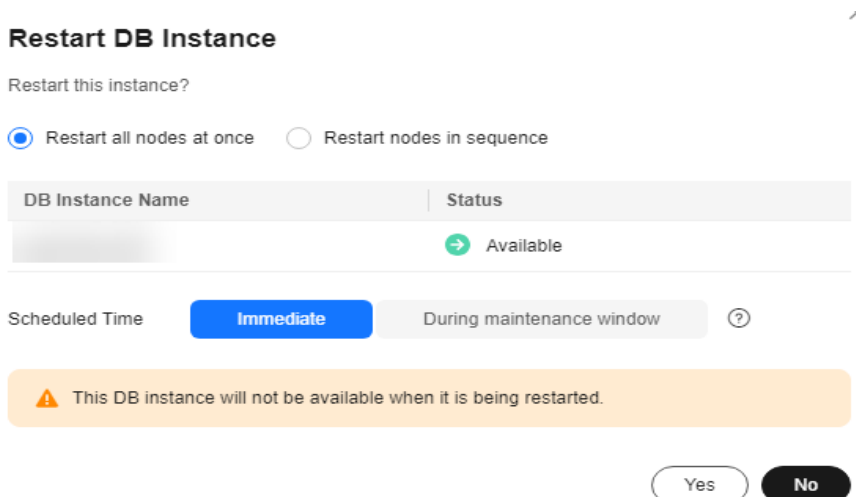 Restart DB Instance
Restart this instance?
Restart all nodes at once Restart nodes in sequence
DB Instance Name Status
Available
Scheduled Time Immediate During maintenance window ?
This DB instance will not be available when it is being restarted.
Yes No